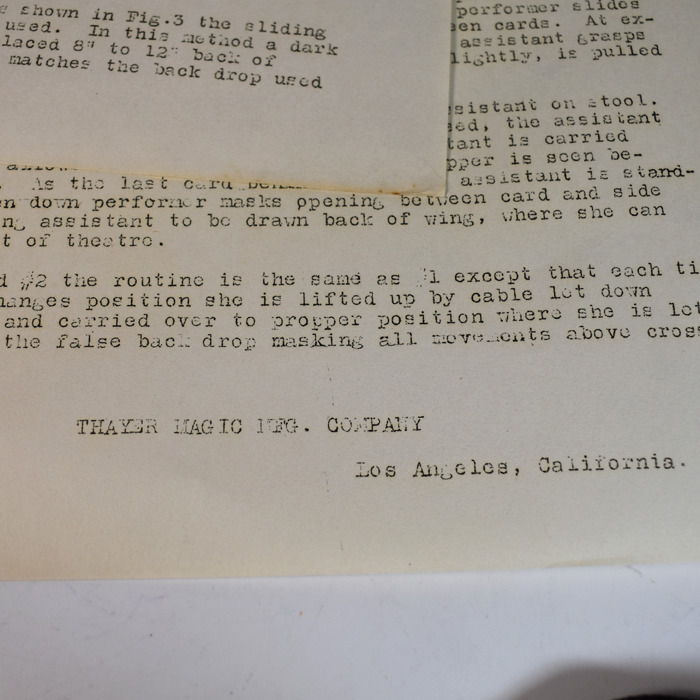 shown in Fig.3 the sliding
used. In this method a dark
laced 8" to 12" back of
matches the back drop used
performer slides
en cards. At ex-
assistant grasps
lightly, is pulled
sistant on stool.
sed, the assistant
tant is carried
pper is seen be-
assistant is stand-
. As the last card
n down performer masks ppening between card and side
ng assistant to be drawn back of wing, where she can
t of theatre.
d #2 the routine is the same as #1 except that each ti
hanges position she is lifted up by cable let down
and carried over to propper position where she is let
the false back drop masking all movements above cross
THAYER MAGIC MFG. COMPANY
Los Angeles, California.